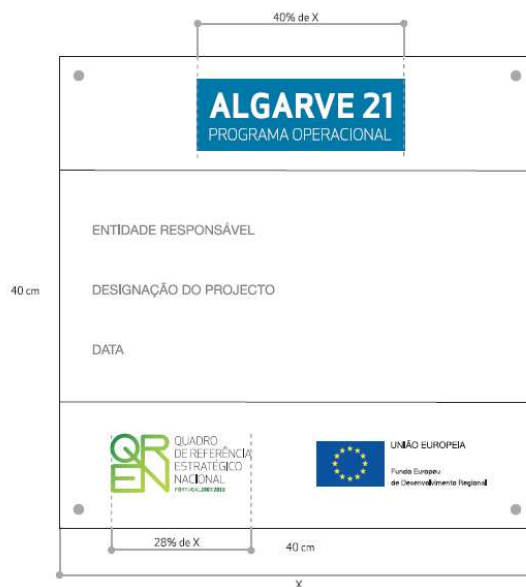 40% de X
ALGARVE 21
PROGRAMA OPERACIONAL
ENTIDADE RESPONSÁVEL
40 cm
DESIGNAÇÃO DO PROJECTO
DATA
QREN
QUADRO
DE REFERÊNCIA
ESTRATÉGICO
NACIONAL
PORTUGAL 2007.2013
UNIÃO EUROPEIA
Fundo Europeu
de Desenvolvimento Regional
28% de X
40 cm
X